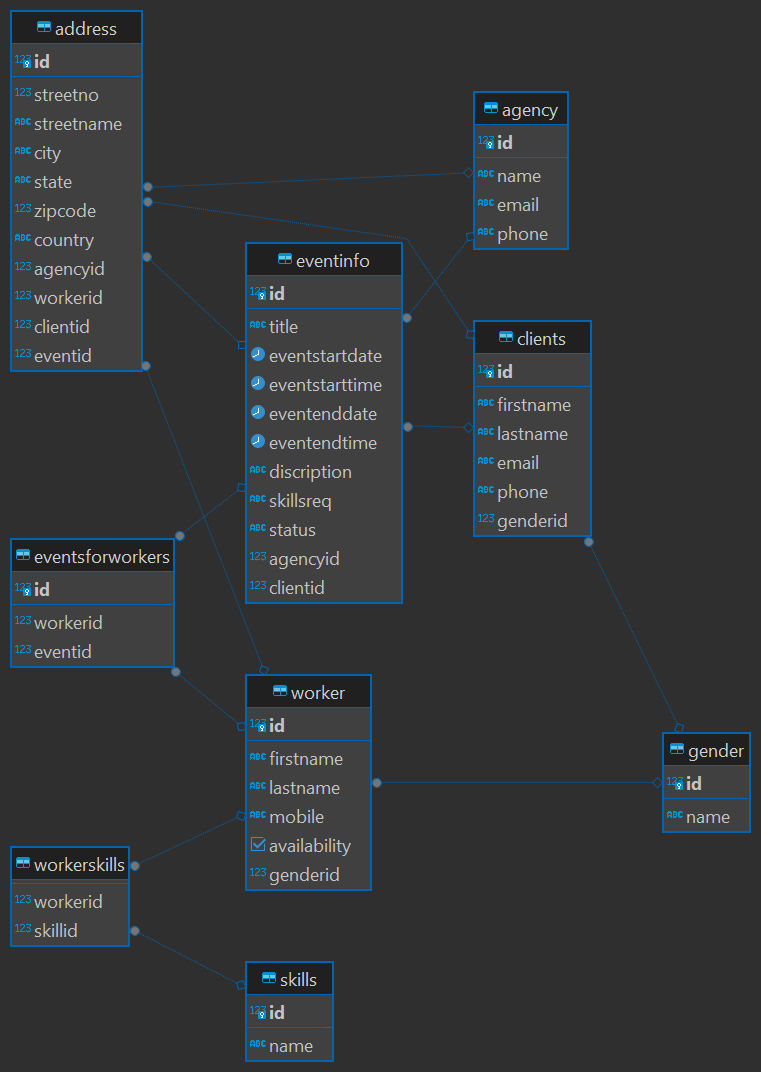 address
123 id
123 streetno
ABC streetname
ABC city
ABC state
123 zipcode
ABC country
123 agencyid
123 workerid
123 clientid
123 eventid
agency
123 id
ABC name
ABC email
ABC phone
eventinfo
123 id
ABC title
eventstartdate
eventstarttime
eventenddate
eventendtime
ABC discription
ABC skillsreq
ABC status
123 agencyid
123 clientid
clients
123 id
ABC firstname
ABC lastname
ABC email
ABC phone
123 genderid
eventsforworkers
123 id
123 workerid
123 eventid
worker
123 id
ABC firstname
ABC lastname
ABC mobile
availability
123 genderid
gender
123 id
ABC name
workerskills
123 workerid
123 skillid
skills
123 id
ABC name